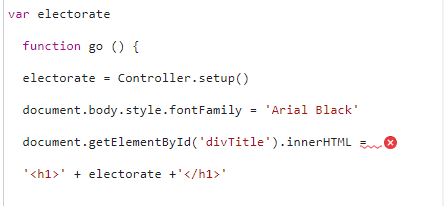 var electorate
function go () {
electorate = Controller.setup()
document.body.style.fontFamily = 'Arial Black'
document.getElementById('divTitle').innerHTML =
'<h1>' + electorate +'</h1>'